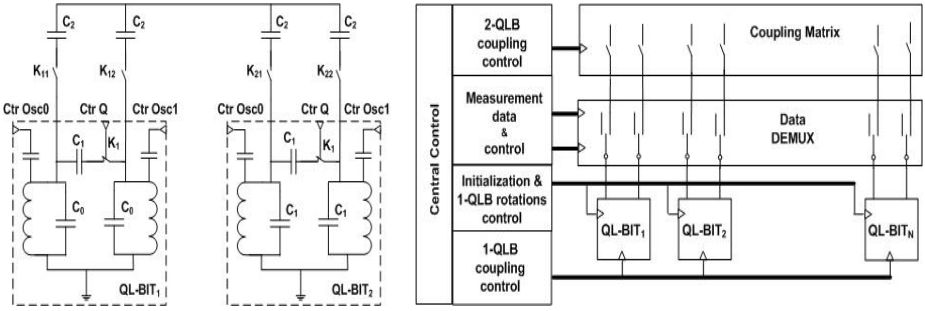 C2 C2 C2 C2
K11 K12 K21 K22
Ctr Osc0 Ctr Q Ctr Osc1 Ctr Osc0 Ctr Q Ctr Osc1
C1 K1 C1 K1
C0 C0 C1 C1
QL-BIT1 QL-BIT2
Central Control
2-QLB
coupling
control
Measurement
data
&
control
Initialization &
1-QLB rotations
control
1-QLB
coupling
control
Coupling Matrix
Data
DEMUX
QL-BIT1 QL-BIT2 QL-BITN